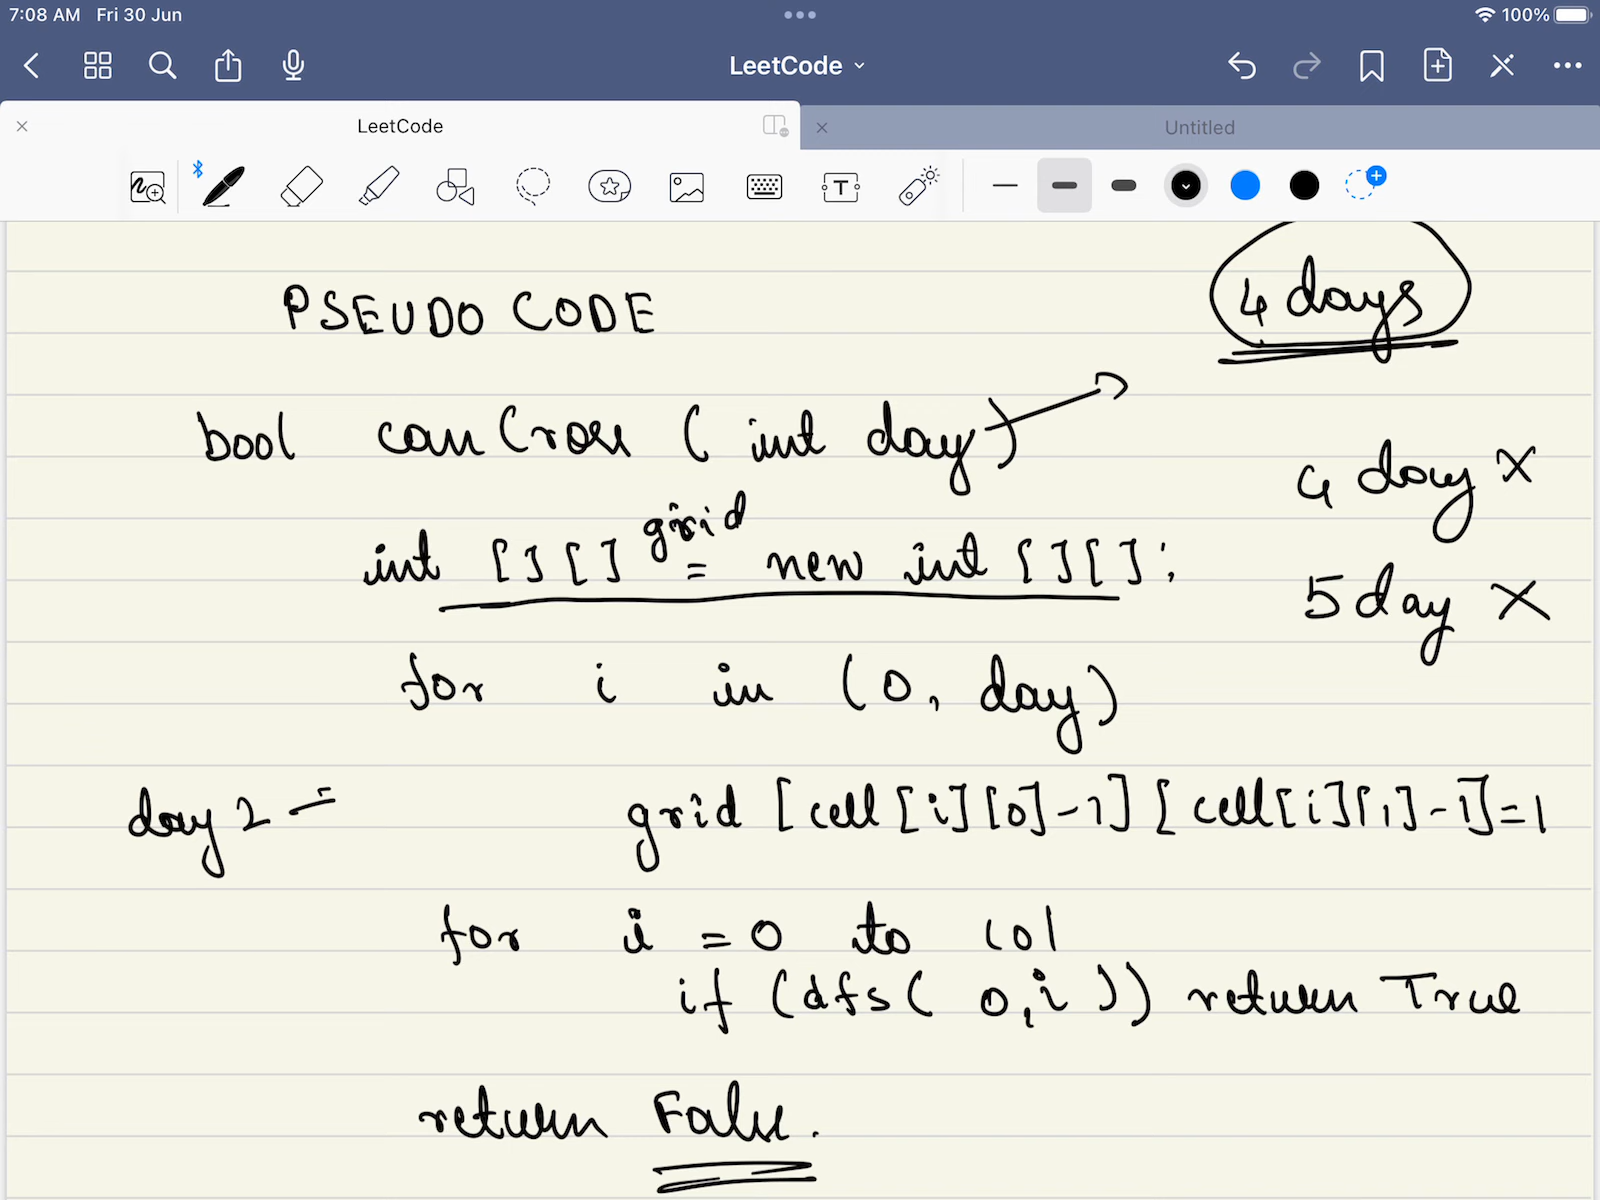 7:08 AM Fri 30 Jun
100%
LeetCode
LeetCode
Untitled
T
PSEUDO CODE
4 days
bool canCross ( int day)
4 day X
int [][] grid = new int [][];
5 day X
for i in (0, day)
day 2 =
grid [cell[i][0]-1][cell[i][1]-1]=1
for i = 0 to col
if (dfs( 0,i )) return True
return False.